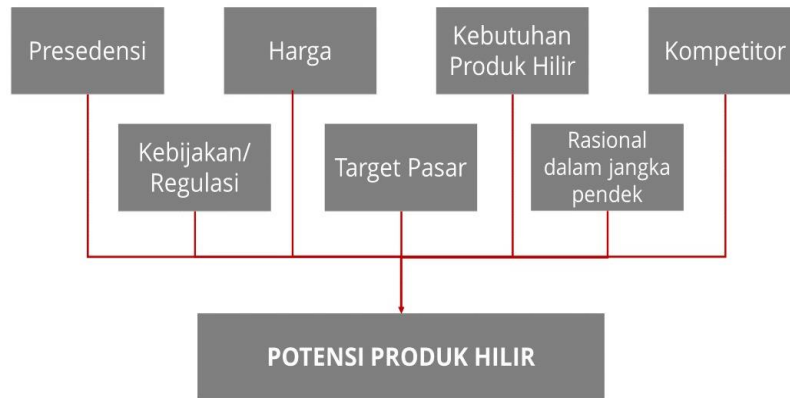 Presedensi
Harga
Kebutuhan
Produk Hilir
Kompetitor
Kebijakan/
Regulasi
Target Pasar
Rasional
dalam jangka
pendek
POTENSI PRODUK HILIR